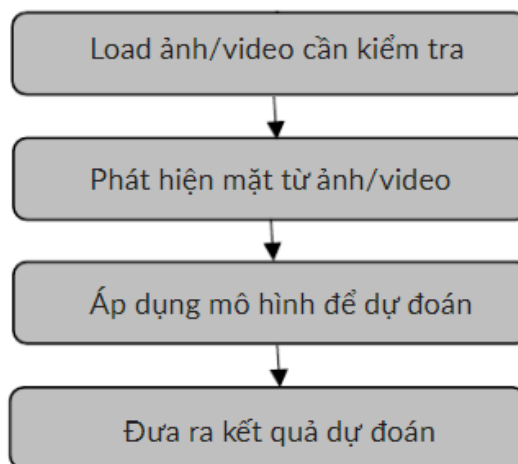 Load ảnh/video cần kiểm tra
Phát hiện mặt từ ảnh/video
Áp dụng mô hình để dự đoán
Đưa ra kết quả dự đoán